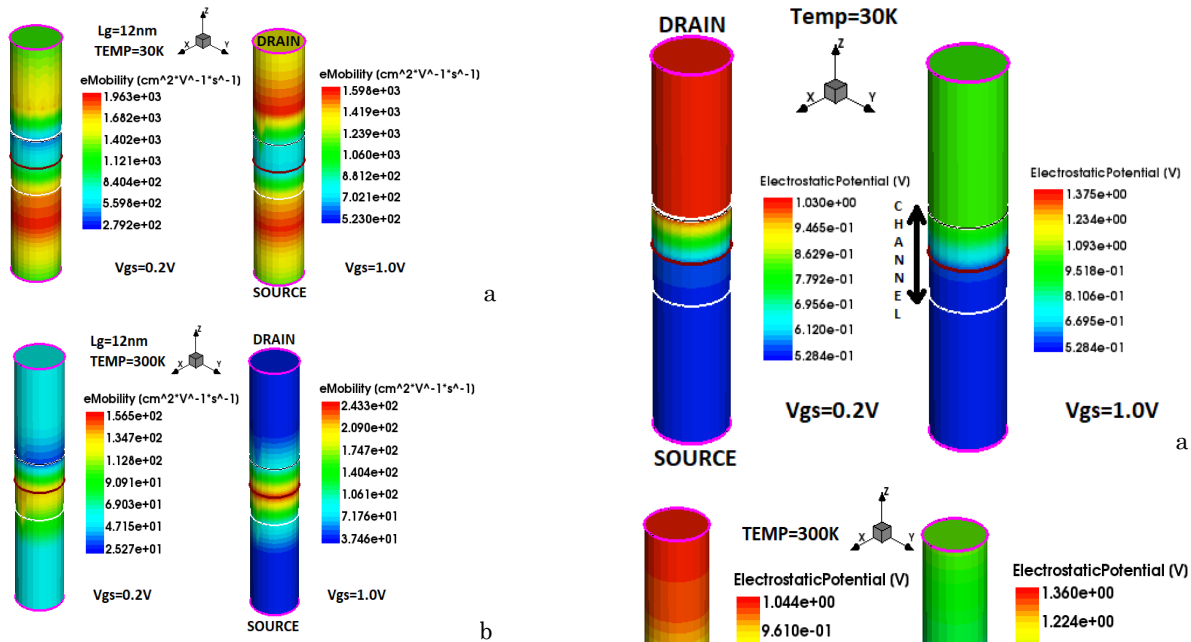 Lg=12nm
TEMP=30K
Z
X
Y
DRAIN
eMobility (cm^2*V^-1*s^-1)
1.963e+03
1.682e+03
1.402e+03
1.121e+03
8.404e+02
5.598e+02
2.792e+02
Vgs=0.2V
eMobility (cm^2*V^-1*s^-1)
1.598e+03
1.419e+03
1.239e+03
1.060e+03
8.812e+02
7.021e+02
5.230e+02
Vgs=1.0V
SOURCE
a
Lg=12nm
TEMP=300K
Z
X
Y
DRAIN
eMobility (cm^2*V^-1*s^-1)
1.565e+02
1.347e+02
1.128e+02
9.091e+01
6.903e+01
4.715e+01
2.527e+01
Vgs=0.2V
eMobility (cm^2*V^-1*s^-1)
2.433e+02
2.090e+02
1.747e+02
1.404e+02
1.061e+02
7.176e+01
3.746e+01
Vgs=1.0V
SOURCE
b
DRAIN
Temp=30K
Z
X
Y
ElectrostaticPotential (V)
1.030e+00
9.465e-01
8.629e-01
7.792e-01
6.956e-01
6.120e-01
5.284e-01
Vgs=0.2V
CHANNEL
ElectrostaticPotential (V)
1.375e+00
1.234e+00
1.093e+00
9.518e-01
8.106e-01
6.695e-01
5.284e-01
Vgs=1.0V
SOURCE
a
TEMP=300K
Z
X
Y
ElectrostaticPotential (V)
1.044e+00
9.610e-01
ElectrostaticPotential (V)
1.360e+00
1.224e+00